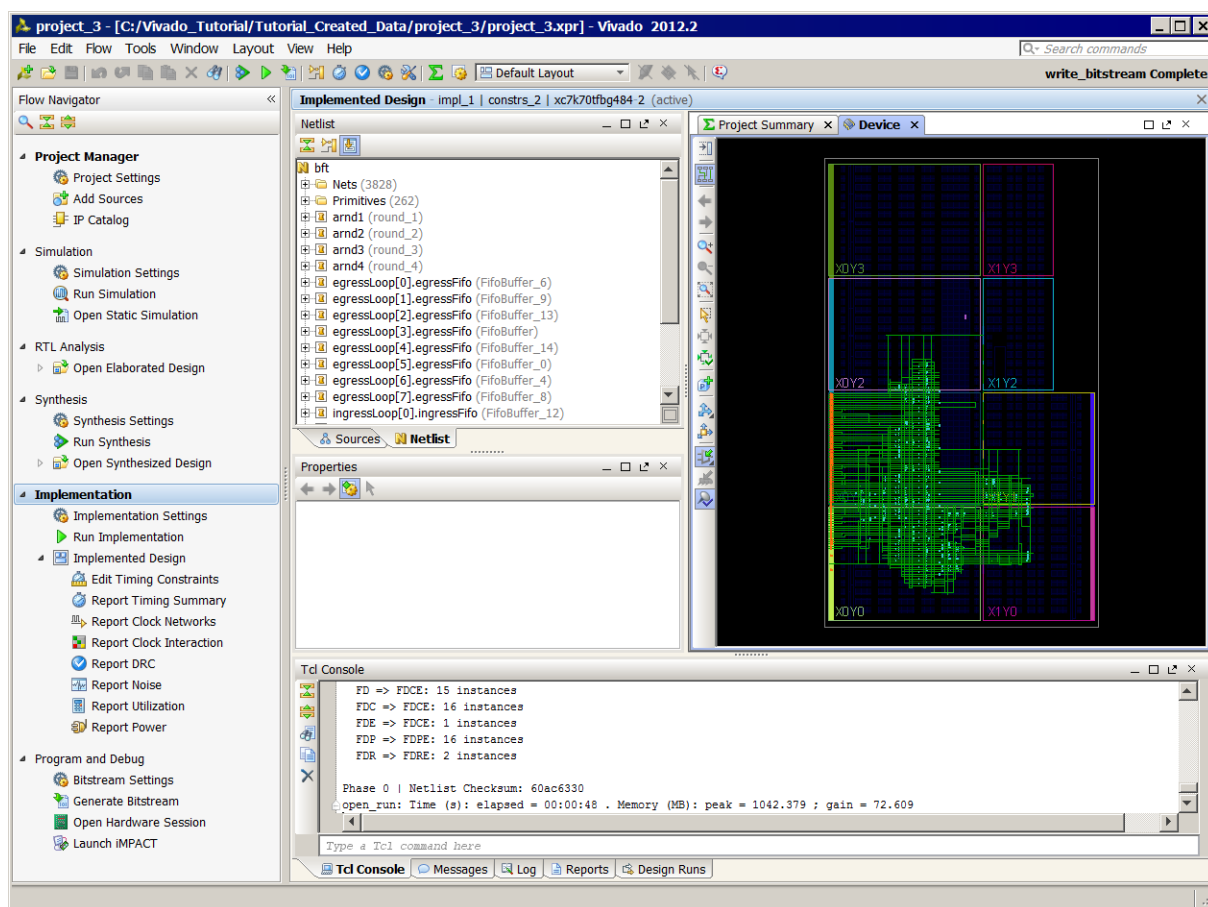 project_3 - [C:/Vivado_Tutorial/Tutorial_Created_Data/project_3/project_3.xpr] - Vivado 2012.2
File Edit Flow Tools Window Layout View Help
Search commands
Default Layout
write_bitstream Complete
Flow Navigator
Project Manager
Project Settings
Add Sources
IP Catalog
Simulation
Simulation Settings
Run Simulation
Open Static Simulation
RTL Analysis
Open Elaborated Design
Synthesis
Synthesis Settings
Run Synthesis
Open Synthesized Design
Implementation
Implementation Settings
Run Implementation
Implemented Design
Edit Timing Constraints
Report Timing Summary
Report Clock Networks
Report Clock Interaction
Report DRC
Report Noise
Report Utilization
Report Power
Program and Debug
Bitstream Settings
Generate Bitstream
Open Hardware Session
Launch iMPACT
Implemented Design - impl_1 | constrs_2 | xc7k70tfbg484-2 (active)
Netlist
bft
Nets (3828)
Primitives (262)
arnd1 (round_1)
arnd2 (round_2)
arnd3 (round_3)
arnd4 (round_4)
egressLoop[0].egressFifo (FifoBuffer_6)
egressLoop[1].egressFifo (FifoBuffer_9)
egressLoop[2].egressFifo (FifoBuffer_13)
egressLoop[3].egressFifo (FifoBuffer)
egressLoop[4].egressFifo (FifoBuffer_14)
egressLoop[5].egressFifo (FifoBuffer_0)
egressLoop[6].egressFifo (FifoBuffer_4)
egressLoop[7].egressFifo (FifoBuffer_8)
ingressLoop[0].ingressFifo (FifoBuffer_12)
Sources Netlist
Properties
Project Summary Device
X0Y3 X1Y3
X0Y2 X1Y2
X0Y0 X1Y0
Tcl Console
FD => FDCE: 15 instances
FDC => FDCE: 16 instances
FDE => FDCE: 1 instances
FDP => FDPE: 16 instances
FDR => FDRE: 2 instances
Phase 0 | Netlist Checksum: 60ac6330
open_run: Time (s): elapsed = 00:00:48 . Memory (MB): peak = 1042.379 ; gain = 72.609
Type a Tcl command here
Tcl Console Messages Log Reports Design Runs